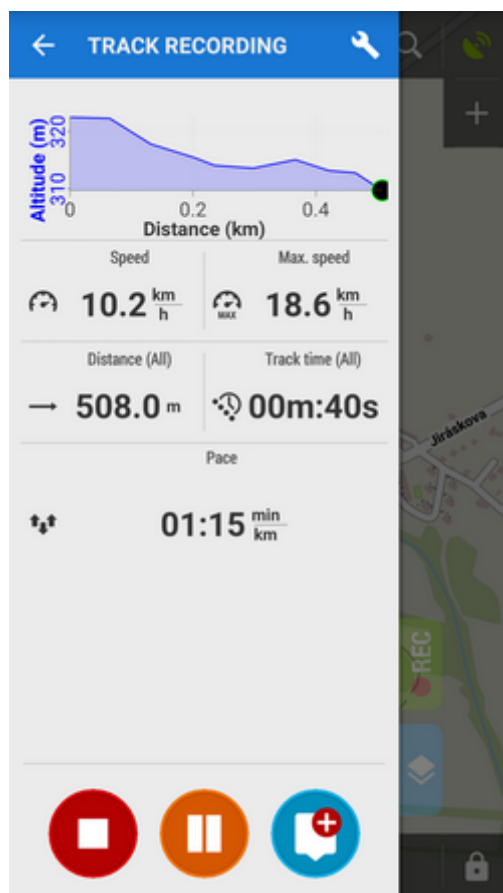 TRACK RECORDING
Altitude (m)
320
310
0
0.2
0.4
Distance (km)
Speed
Max. speed
10.2 km/h
MAX
18.6 km/h
Distance (All)
Track time (All)
508.0 m
00m:40s
Pace
01:15 min/km
Jiráskova
REC